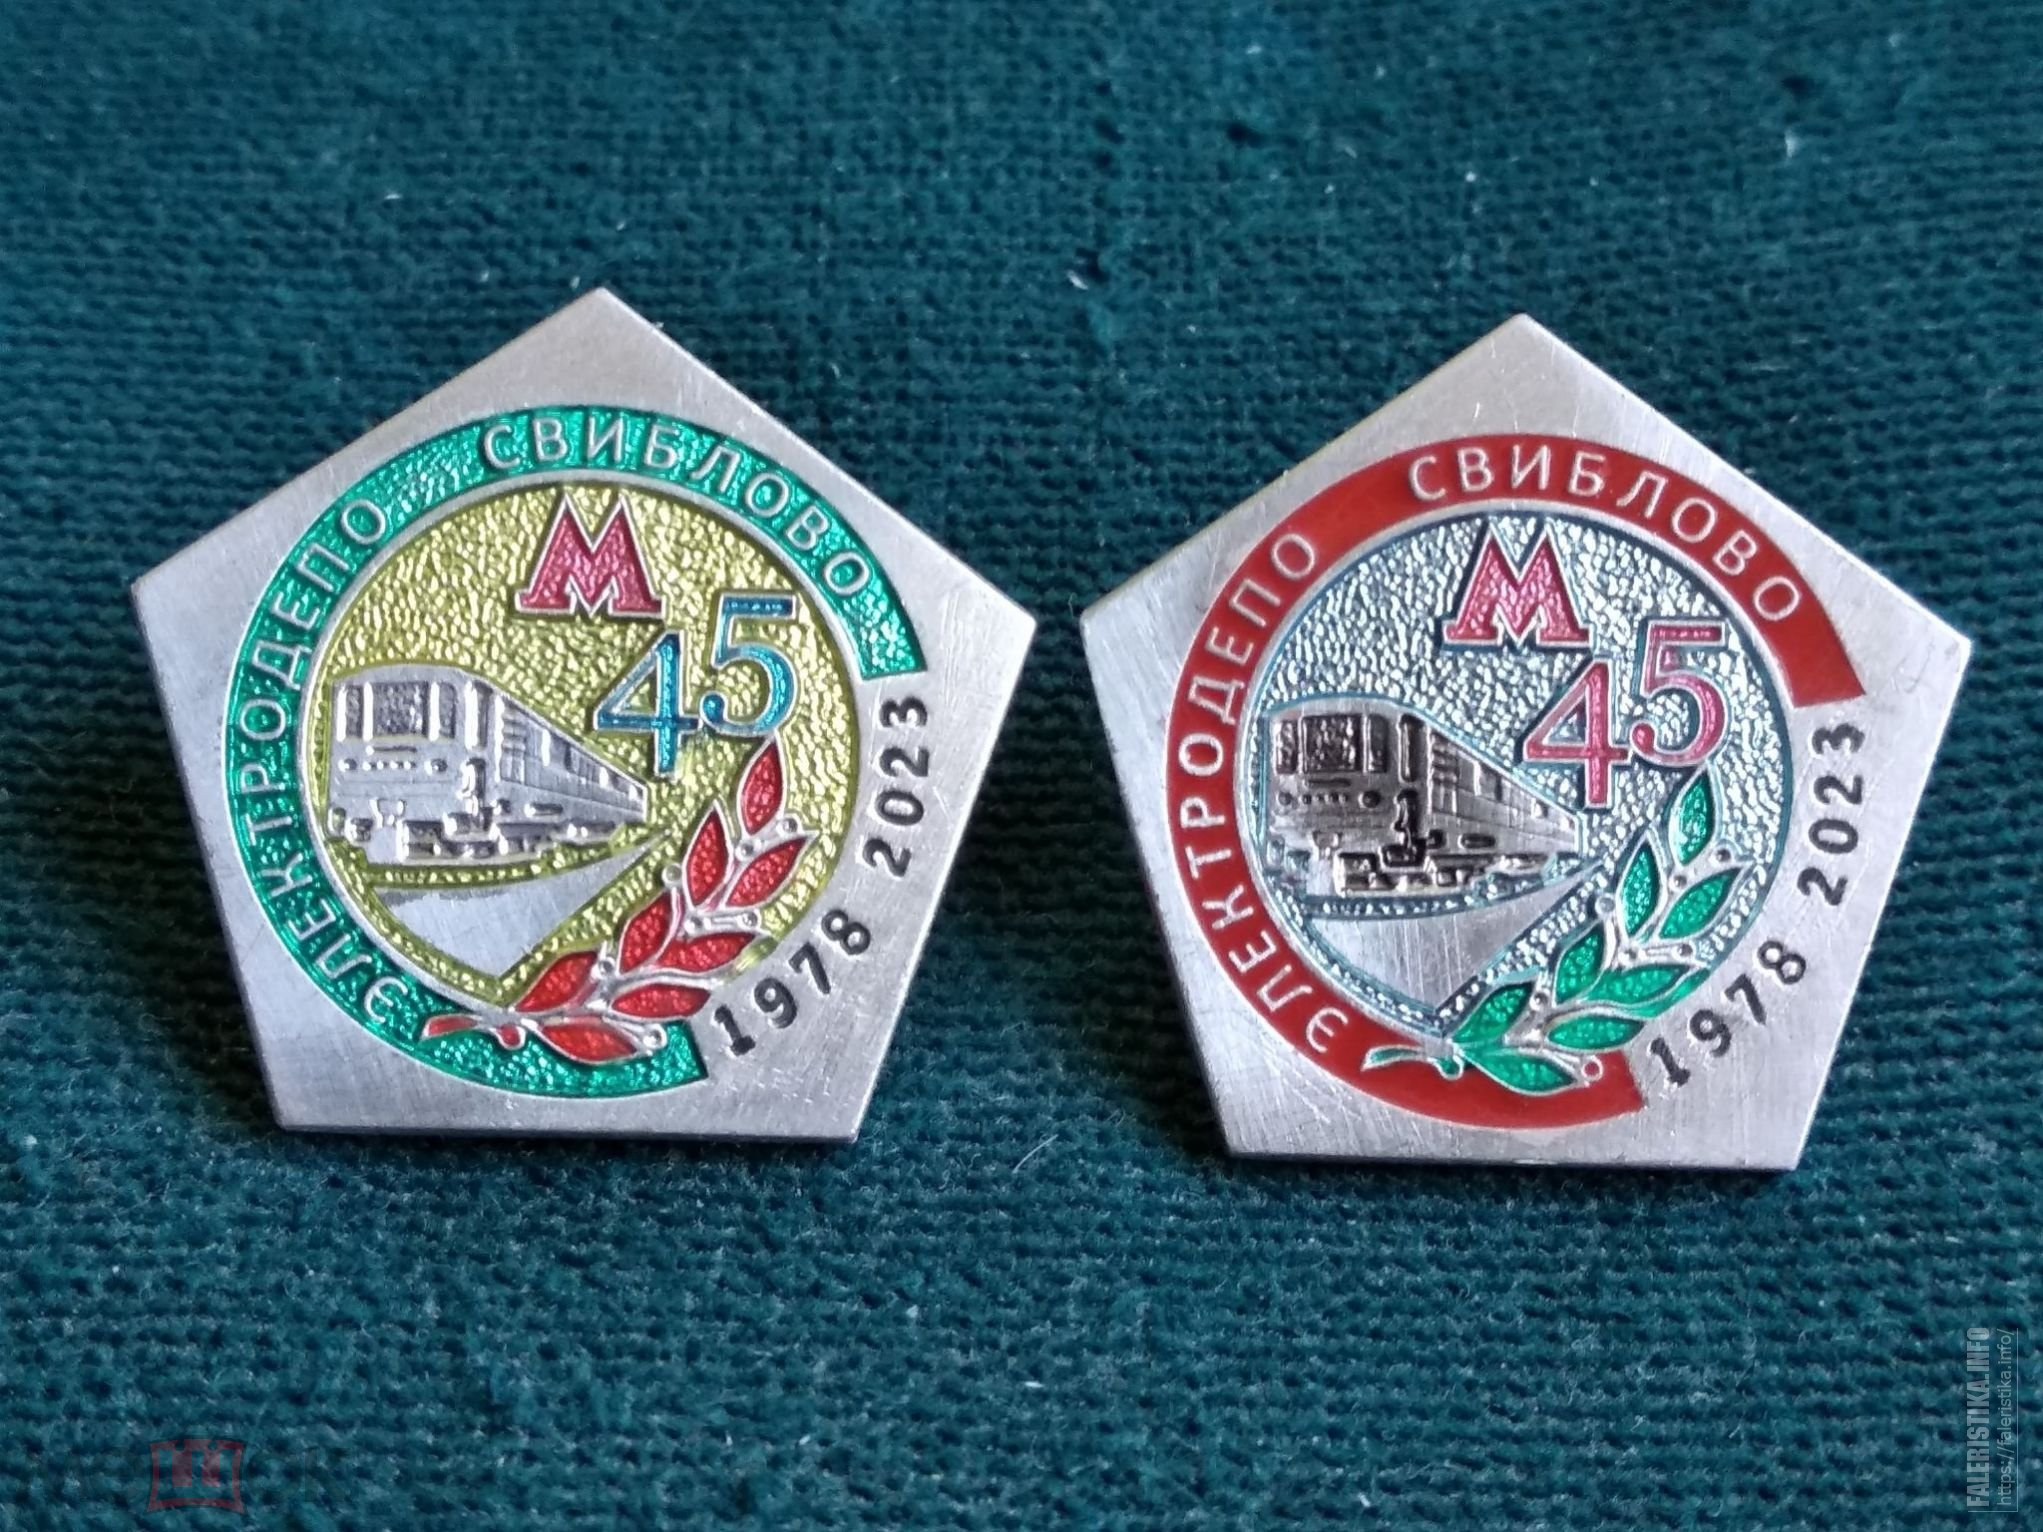 ЭЛЕКТРОДЕПО СВИБЛОВО
М
45
1978 2023
ЭЛЕКТРОДЕПО СВИБЛОВО
М
45
1978 2023
FALERISTIKA.INFO
https://faleristika.info/